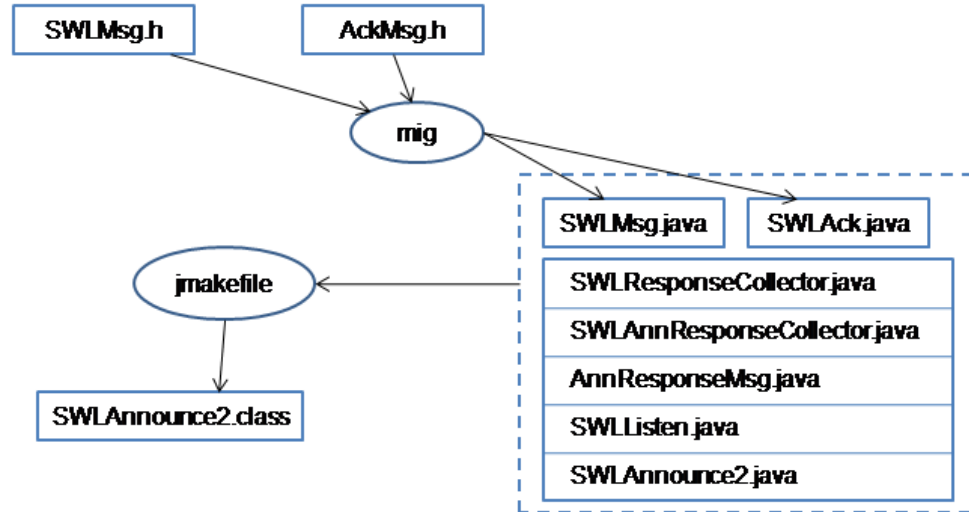 SWLMsg.h
AckMsg.h
mig
SWLMsg.java
SWLAck.java
jmakefile
SWLResponseCollector.java
SWLAnnResponseCollector.java
AnnResponseMsg.java
SWLListen.java
SWLAnnounce2.java
SWLAnnounce2.class